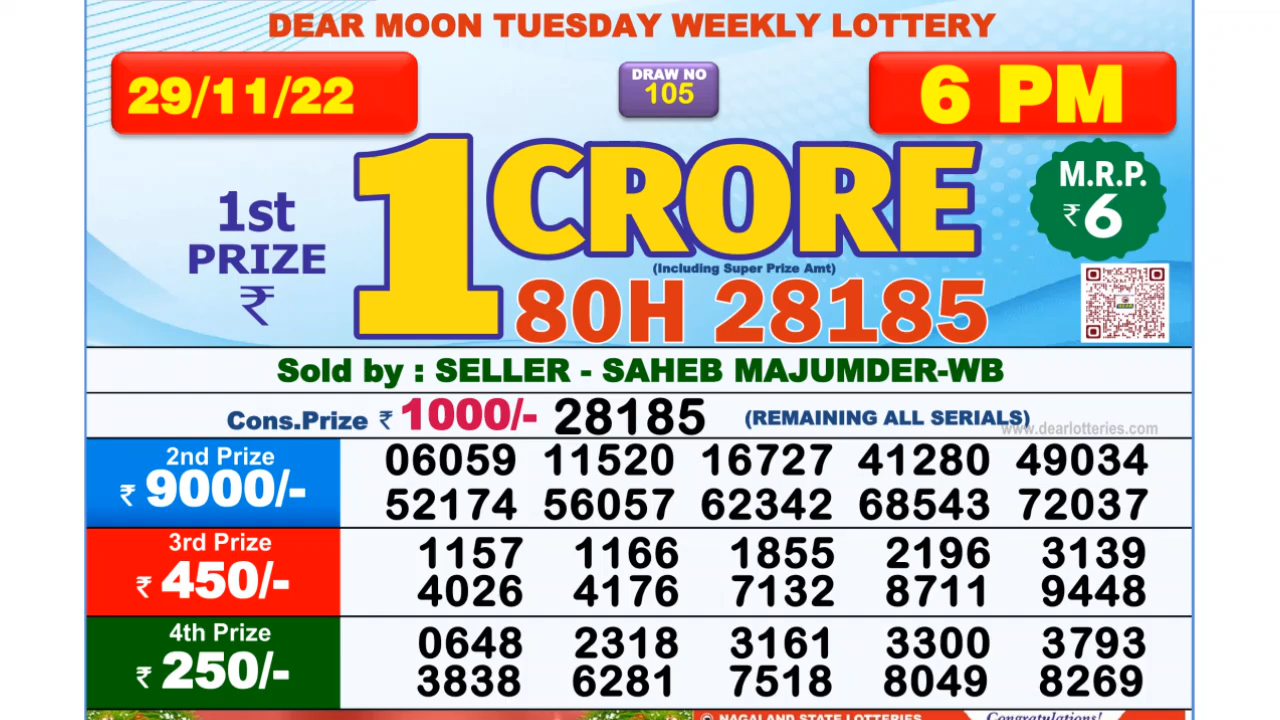 DEAR MOON TUESDAY WEEKLY LOTTERY
29/11/22
DRAW NO
105
6 PM
1st
PRIZE
₹
1 CRORE
(Including Super Prize Amt)
80H 28185
M.R.P.
₹ 6
Sold by : SELLER - SAHEB MAJUMDER-WB
Cons.Prize ₹ 1000/- 28185 (REMAINING ALL SERIALS)
www.dearlotteries.com
2nd Prize
₹ 9000/-
06059 11520 16727 41280 49034
52174 56057 62342 68543 72037
3rd Prize
₹ 450/-
1157 1166 1855 2196 3139
4026 4176 7132 8711 9448
4th Prize
₹ 250/-
0648 2318 3161 3300 3793
3838 6281 7518 8049 8269
NAGALAND STATE LOTTERIES
Congratulations!